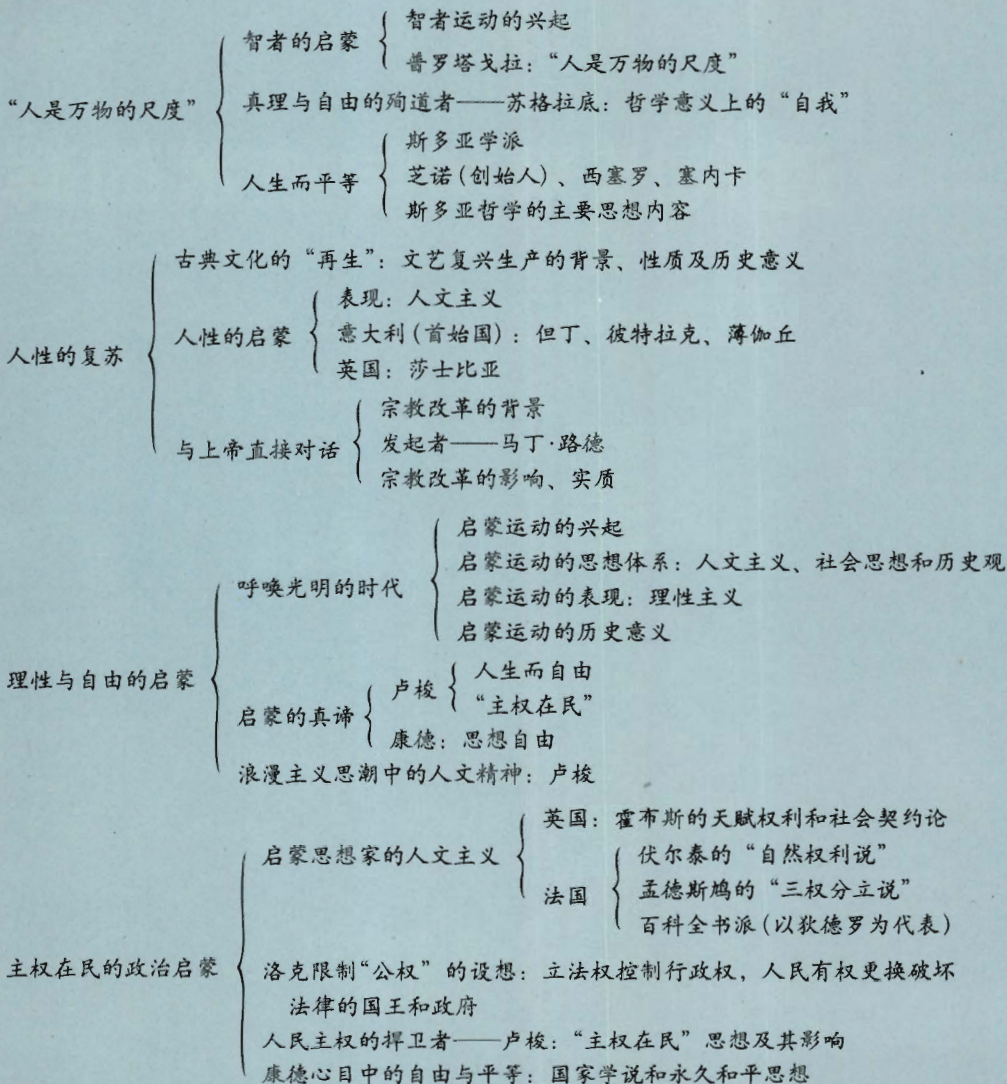 智者运动的兴起
智者的启蒙
普罗塔戈拉：“人是万物的尺度”
“人是万物的尺度”
真理与自由的殉道者——苏格拉底：哲学意义上的“自我”
斯多亚学派
人生而平等
芝诺(创始人)、西塞罗、塞内卡
斯多亚哲学的主要思想内容
古典文化的“再生”：文艺复兴生产的背景、性质及历史意义
表现：人文主义
人性的启蒙
意大利(首始国)：但丁、彼特拉克、薄伽丘
人性的复苏
英国：莎士比亚
宗教改革的背景
与上帝直接对话
发起者——马丁·路德
宗教改革的影响、实质
启蒙运动的兴起
启蒙运动的思想体系：人文主义、社会思想和历史观
呼唤光明的时代
启蒙运动的表现：理性主义
启蒙运动的历史意义
理性与自由的启蒙
人生而自由
卢梭
“主权在民”
启蒙的真谛
康德：思想自由
浪漫主义思潮中的人文精神：卢梭
英国：霍布斯的天赋权利和社会契约论
启蒙思想家的人文主义
伏尔泰的“自然权利说”
法国
孟德斯鸠的“三权分立说”
百科全书派(以狄德罗为代表)
主权在民的政治启蒙
洛克限制“公权”的设想：立法权控制行政权，人民有权更换破坏
法律的国王和政府
人民主权的捍卫者——卢梭：“主权在民”思想及其影响
康德心目中的自由与平等：国家学说和永久和平思想